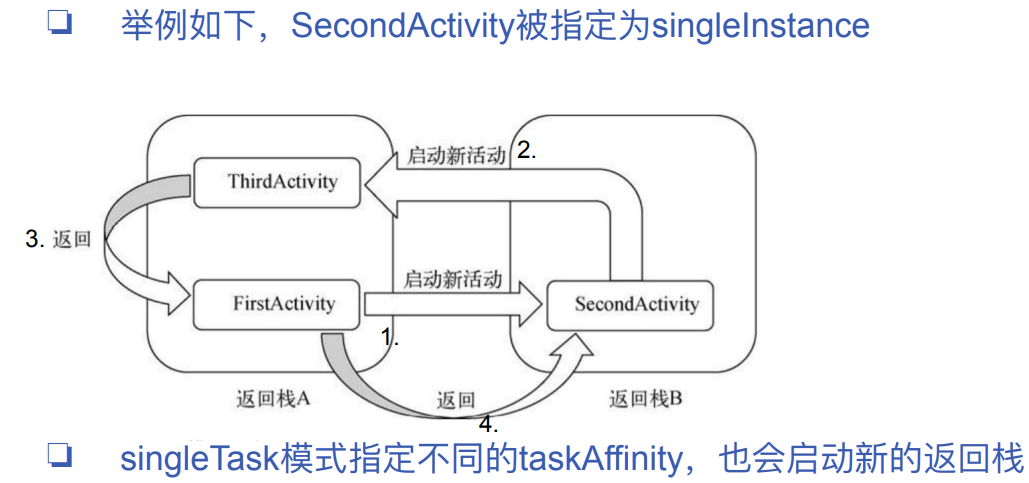 举例如下，SecondActivity被指定为singleInstance
启动新活动 2.
ThirdActivity
3. 返回
启动新活动
FirstActivity
SecondActivity
1.
返回栈A
返回
返回栈B
4.
singleTask模式指定不同的taskAffinity，也会启动新的返回栈